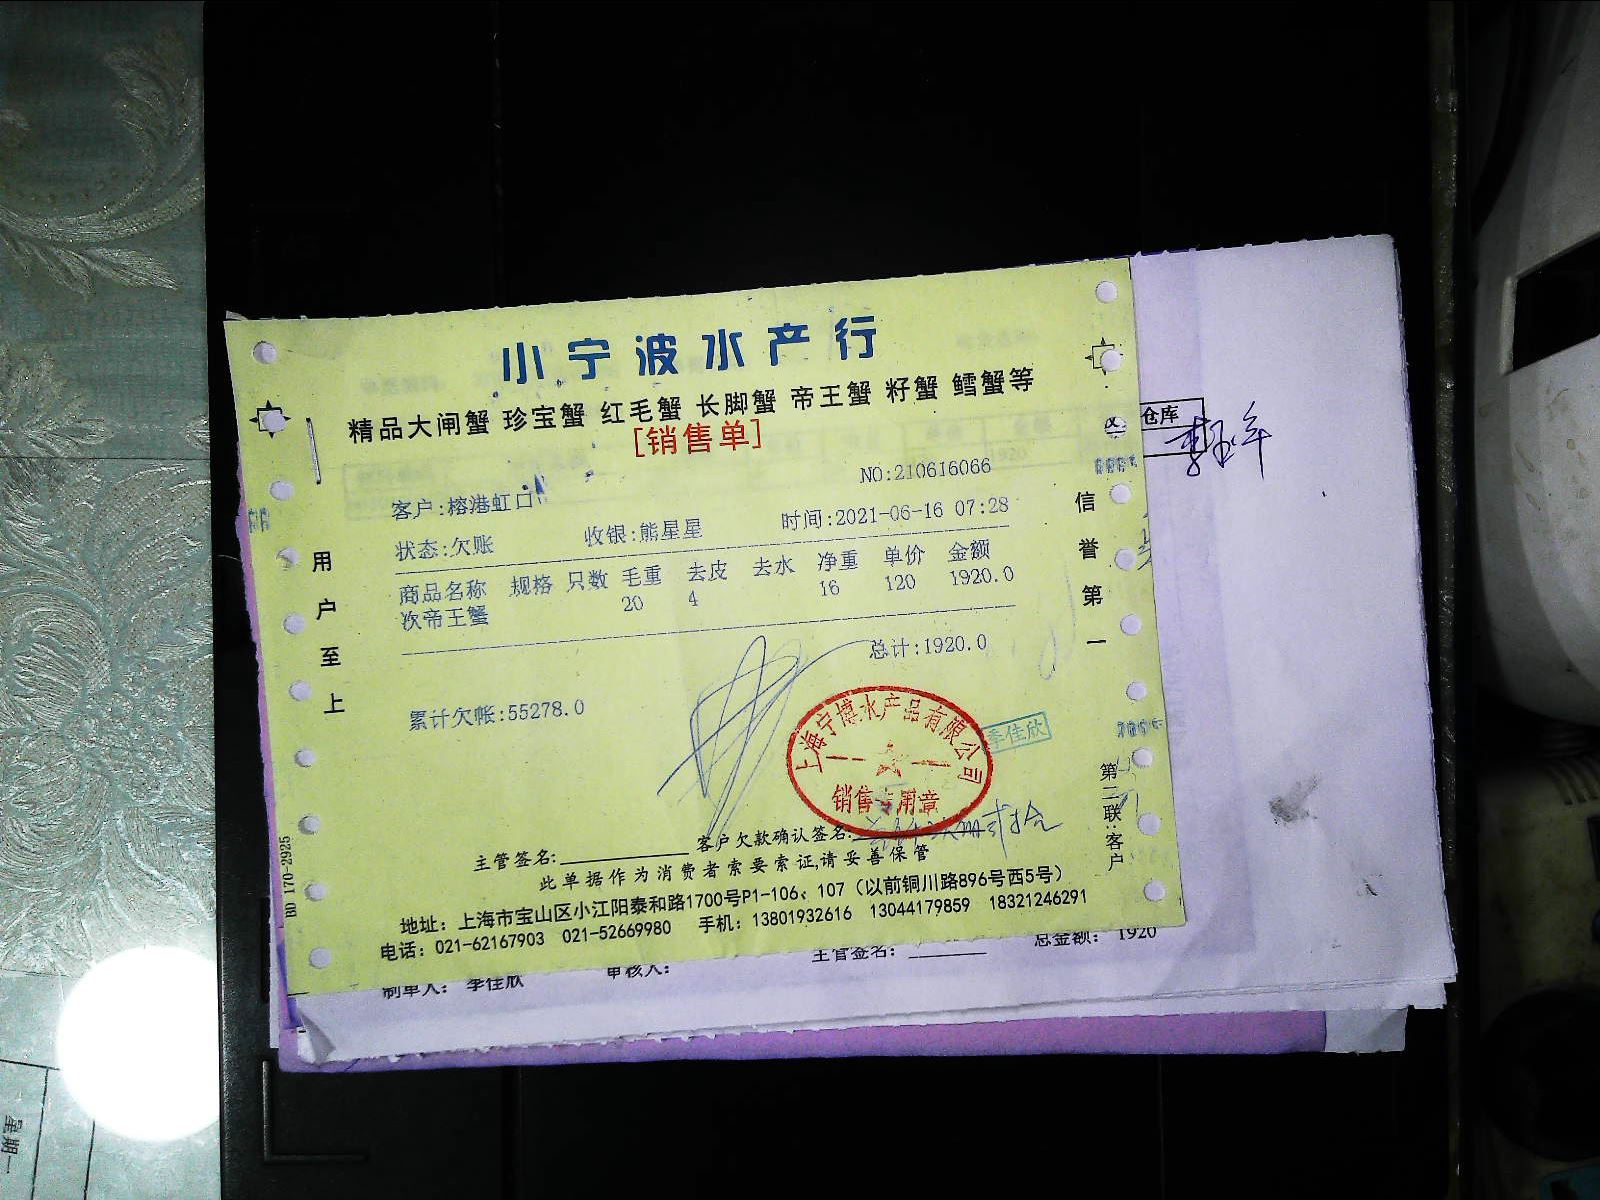 小宁波水产行
精品大闸蟹 珍宝蟹 红毛蟹 长脚蟹 帝王蟹 籽蟹 鳕蟹等
[销售单]
NO:210616066
客户:榕港虹口
状态:欠账 收银:熊星星 时间:2021-06-16 07:28
商品名称 规格 只数 毛重 去皮 去水 净重 单价 金额
次帝王蟹 20 4 16 120 1920.0
总计:1920.0
累计欠帐:55278.0
上海宁博水产品有限公司
销售专用章
季佳欣
主管签名: 客户欠款确认签名:
此单据作为消费者索要索证,请妥善保管
地址：上海市宝山区小江阳泰和路1700号P1-106、107（以前铜川路896号西5号）
电话：021-62167903 021-52669980 手机：13801932616 13044179859 18321246291
用户至上
信誉第一
第二联:客户
170-2925
仓库
制单人： 季佳欣 审核人： 主管签名： 总金额： 1920
星期一